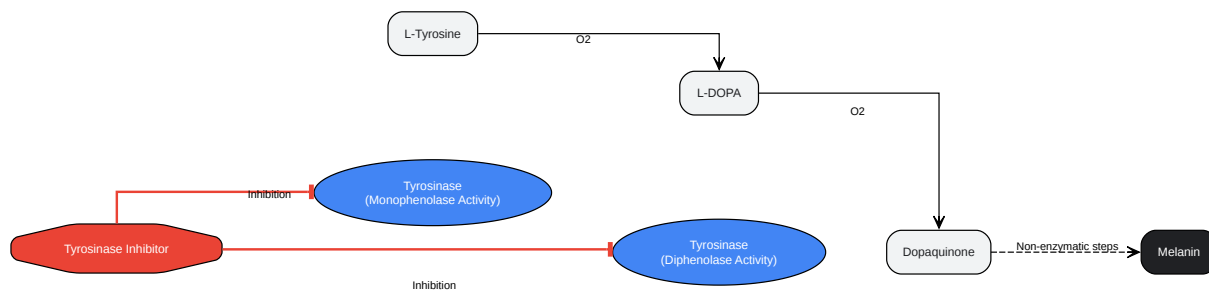 L-Tyrosine
O2
L-DOPA
O2
Tyrosinase
(Monophenolase Activity)
Inhibition
Tyrosinase Inhibitor
Tyrosinase
(Diphenolase Activity)
Inhibition
Dopaquinone
Non-enzymatic steps
Melanin